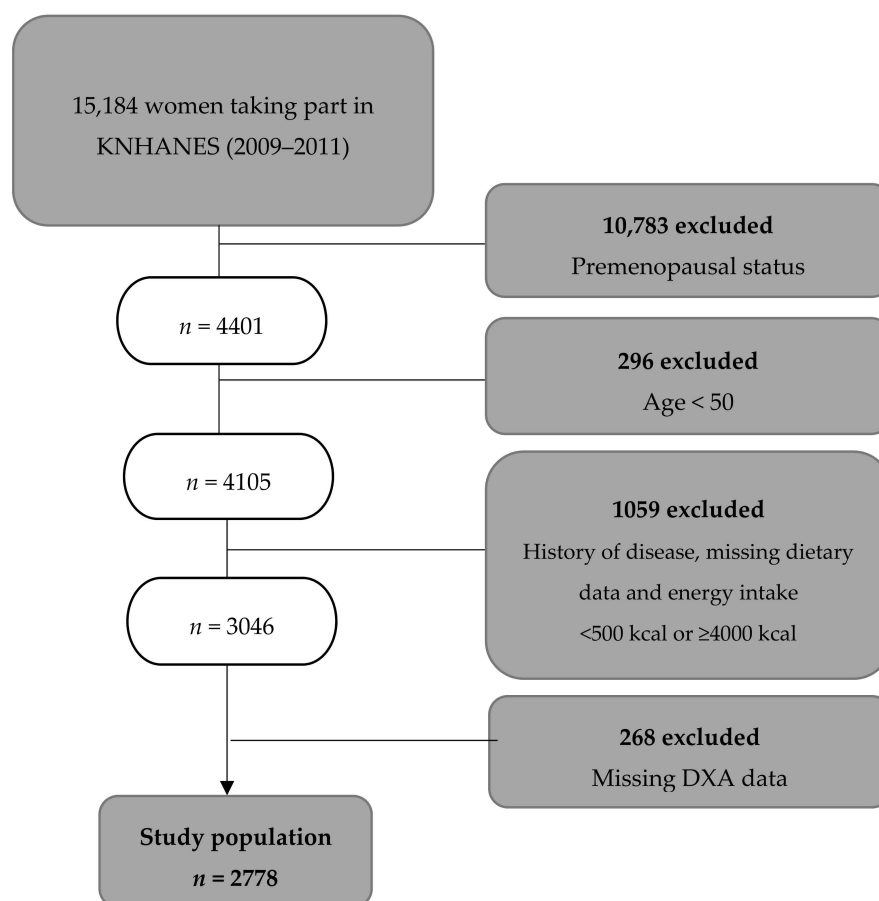 15,184 women taking part in
KNHANES (2009–2011)
10,783 excluded
Premenopausal status
n = 4401
296 excluded
Age < 50
n = 4105
1059 excluded
History of disease, missing dietary
data and energy intake
<500 kcal or ≥4000 kcal
n = 3046
268 excluded
Missing DXA data
Study population
n = 2778